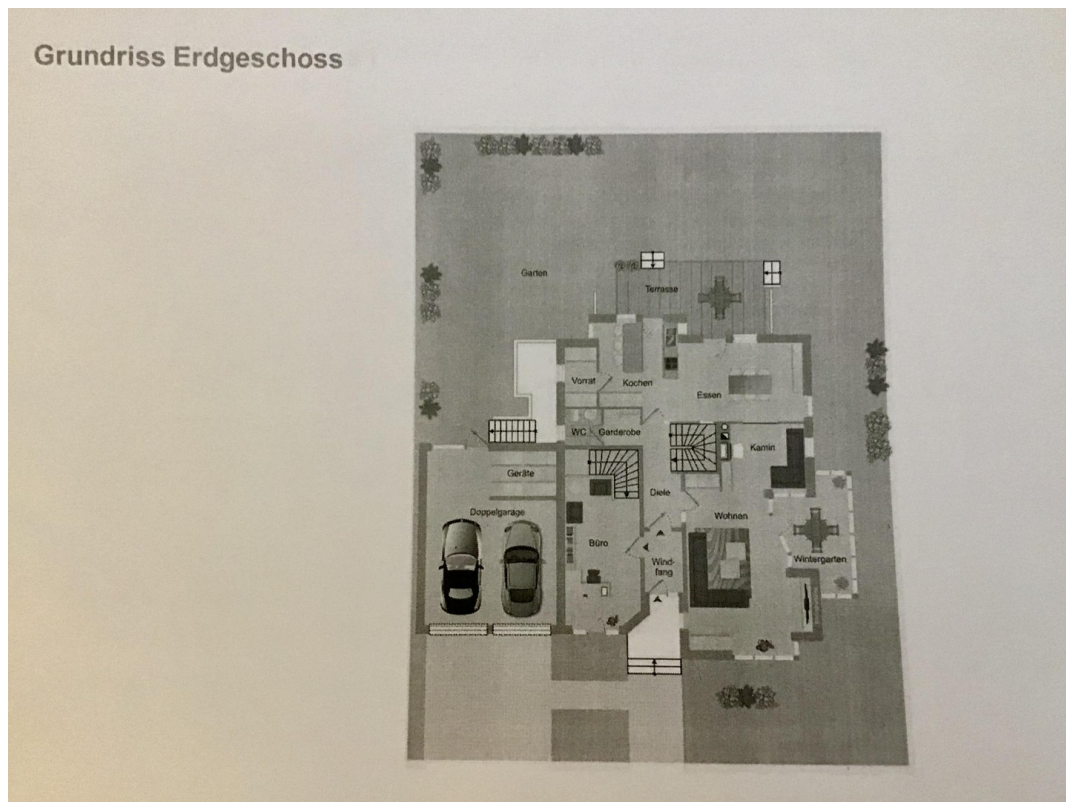 Grundriss Erdgeschoss
Garten
Terrasse
Vorrat
Kochen
Essen
WC
Garderobe
Kamin
Geräte
Diele
Doppelgarage
Wohnen
Büro
Wind-
fang
Wintergarten